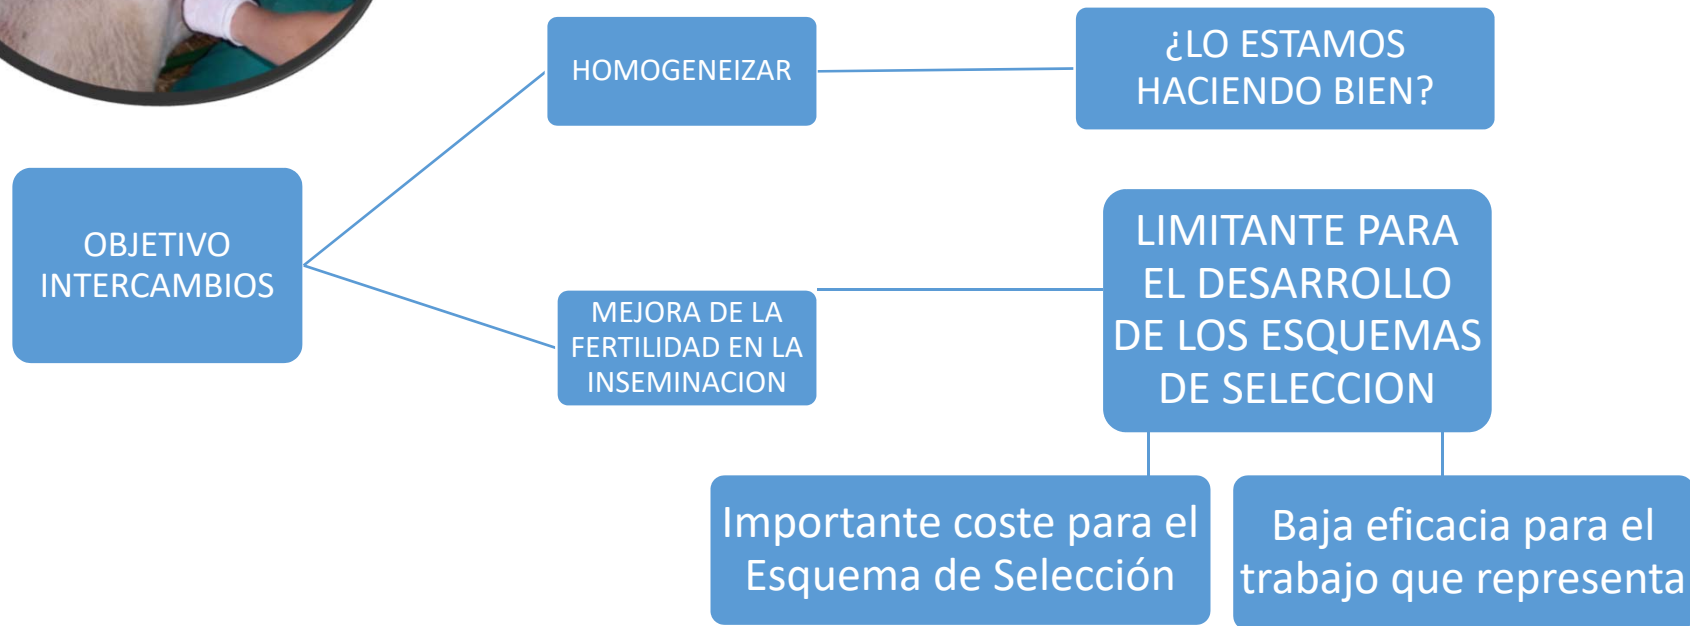 HOMOGENEIZAR
¿LO ESTAMOS
HACIENDO BIEN?
OBJETIVO
INTERCAMBIOS
MEJORA DE LA
FERTILIDAD EN LA
INSEMINACION
LIMITANTE PARA
EL DESARROLLO
DE LOS ESQUEMAS
DE SELECCION
Importante coste para el
Esquema de Selección
Baja eficacia para el
trabajo que representa